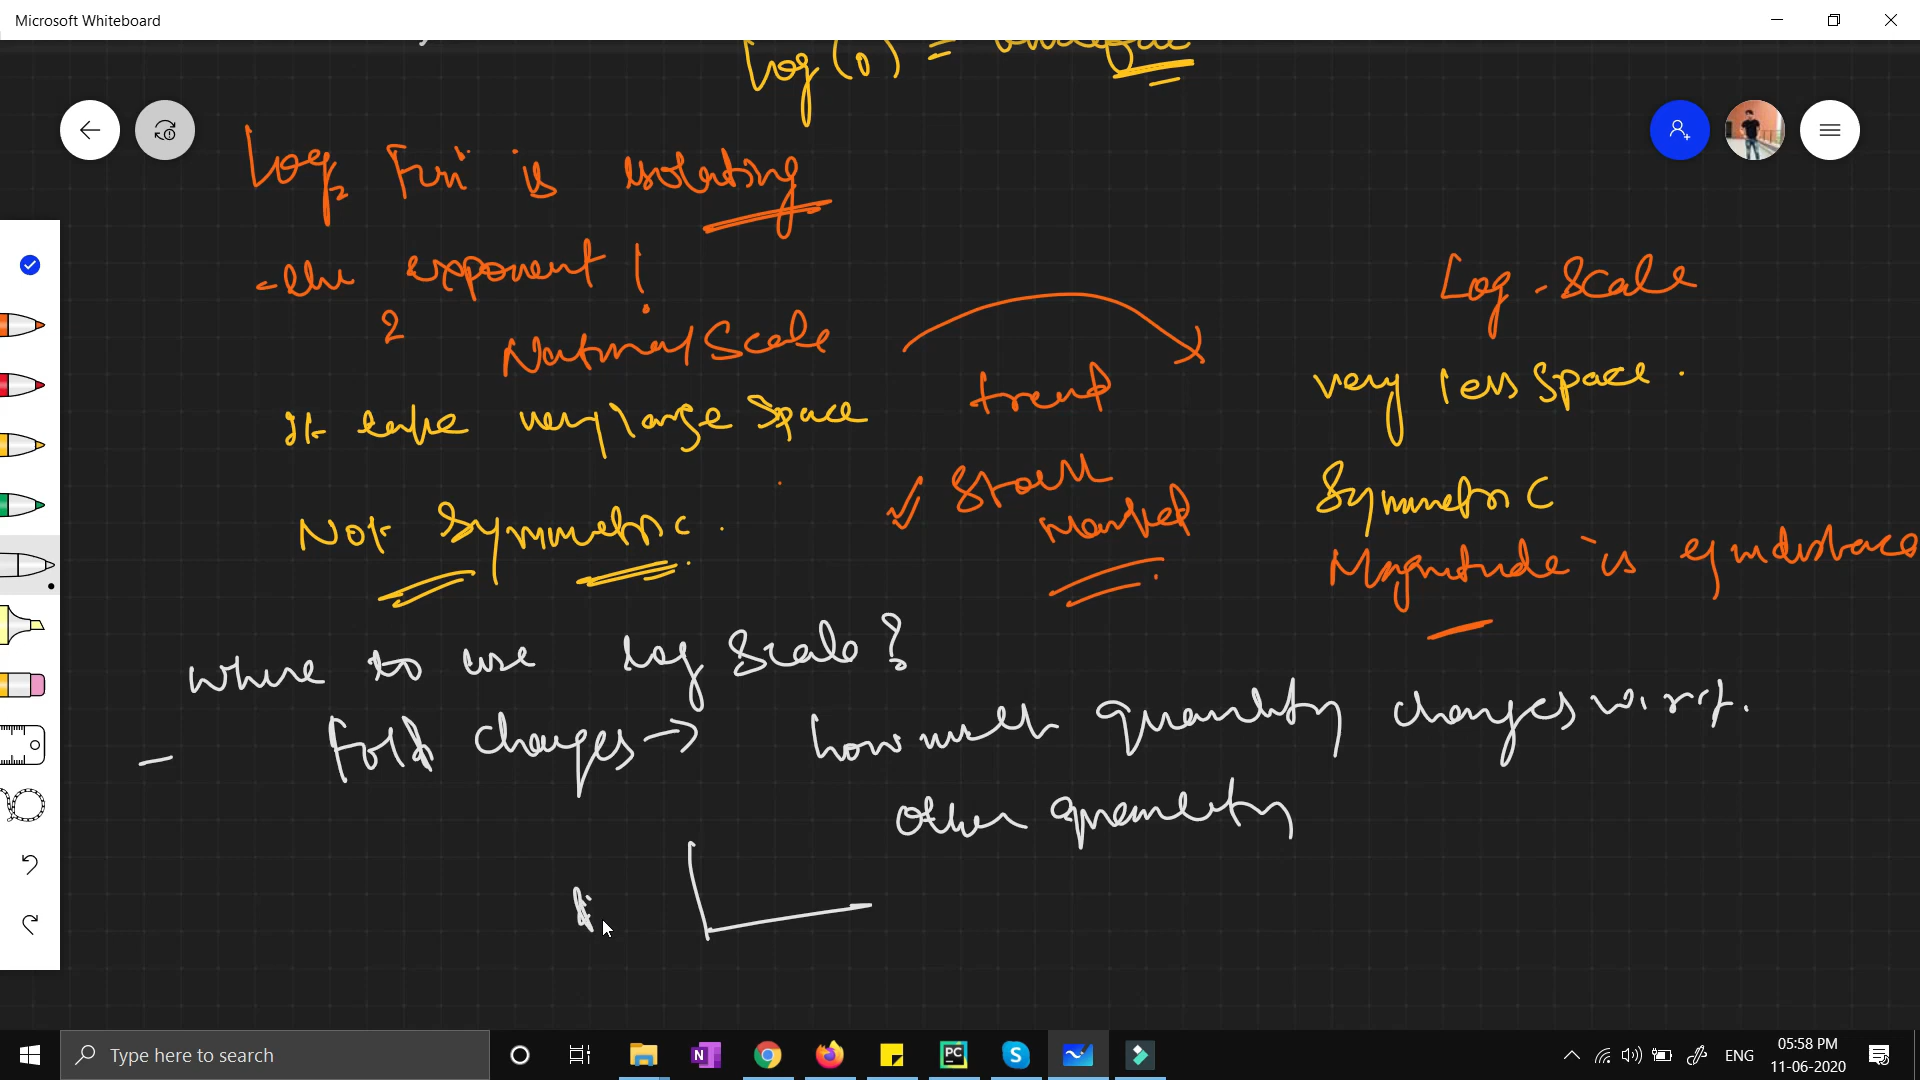 Microsoft Whiteboard
Log(0) =
Log2 Fun is isolating
the exponent!
2
Natural Scale
Log-Scale
It take very large space
trend
very less space.
Not Symmetric.
Stock
Market
Symmetric
Magnitude is equidistace
where to use log Scale?
- Fold changes → how much quantity changes w.r.t.
other quantity
Type here to search
ENG
05:58 PM
11-06-2020